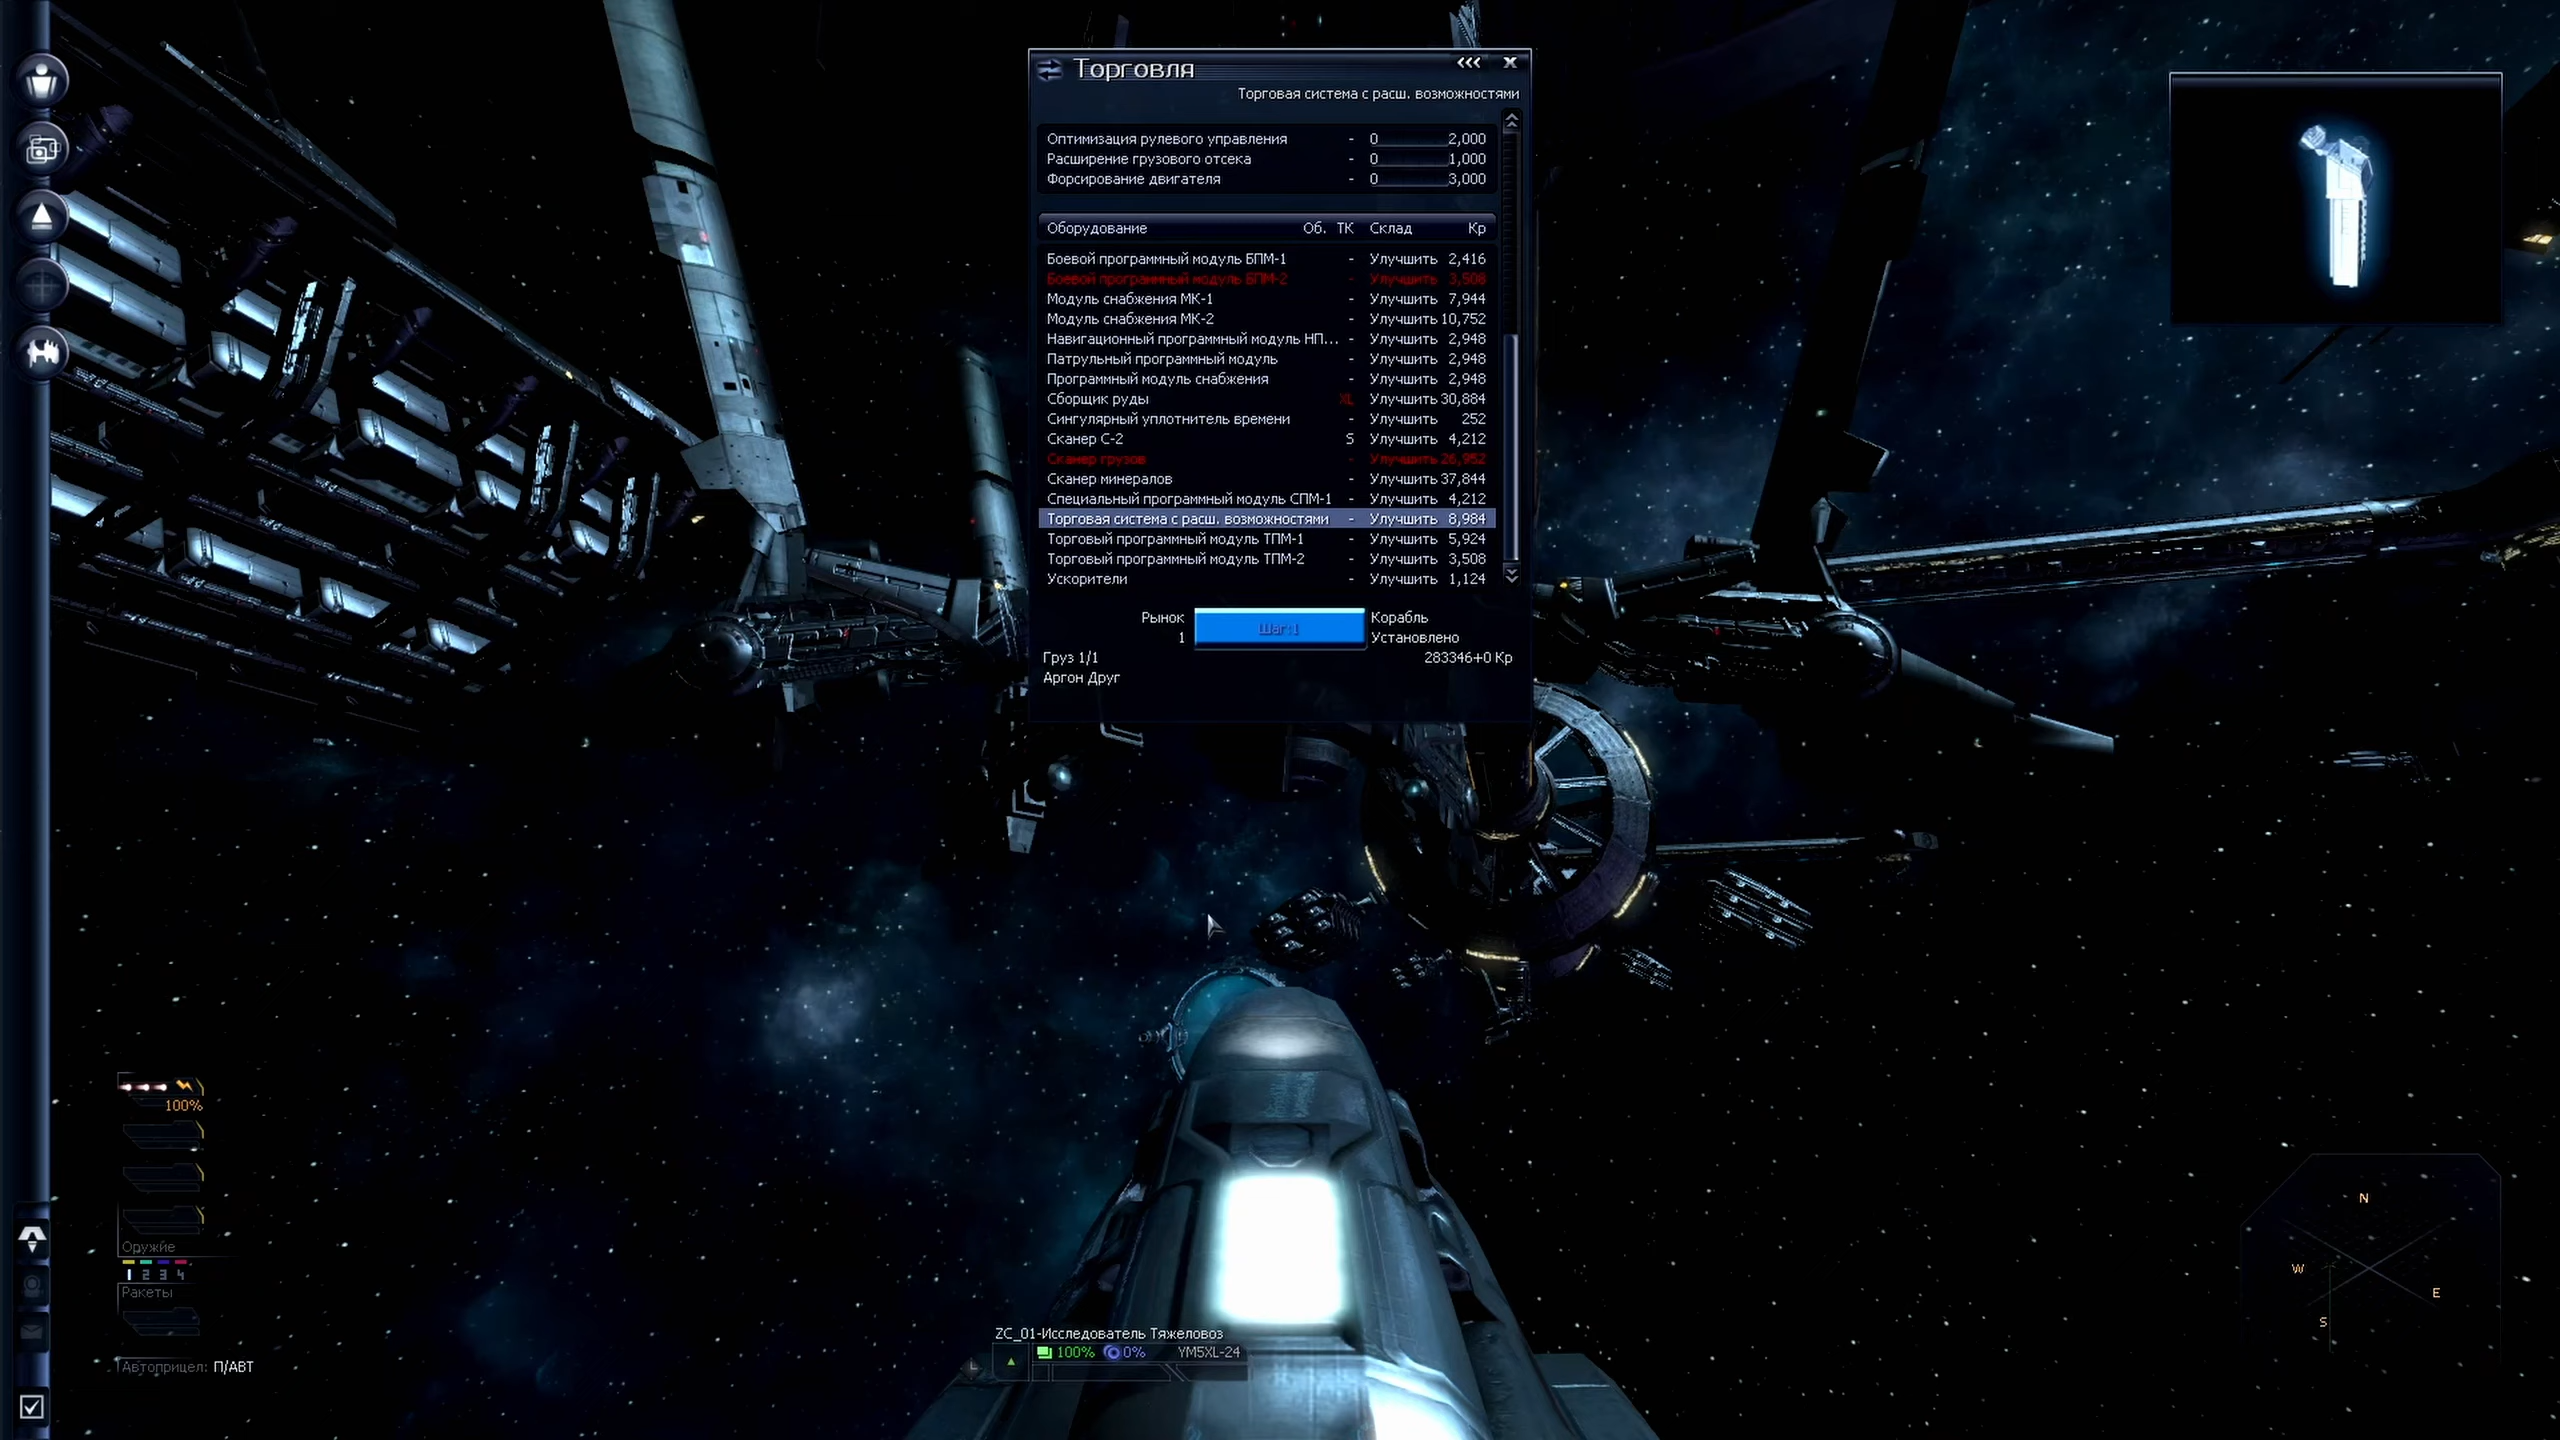 Торговля
Торговая система с расш. возможностями
Оптимизация рулевого управления - 0 2,000
Расширение грузового отсека - 0 1,000
Форсирование двигателя - 0 3,000
Оборудование Об. ТК Склад Кр
Боевой программный модуль БПМ-1 - Улучшить 2,416
Боевой программный модуль БПМ-2 - Улучшить 3,508
Модуль снабжения МК-1 - Улучшить 7,944
Модуль снабжения МК-2 - Улучшить 10,752
Навигационный программный модуль НП... - Улучшить 2,948
Патрульный программный модуль - Улучшить 2,948
Программный модуль снабжения - Улучшить 2,948
Сборщик руды XL Улучшить 30,884
Сингулярный уплотнитель времени - Улучшить 252
Сканер С-2 S Улучшить 4,212
Сканер грузов - Улучшить 26,952
Сканер минералов - Улучшить 37,844
Специальный программный модуль СПМ-1 - Улучшить 4,212
Торговая система с расш. возможностями - Улучшить 8,984
Торговый программный модуль ТПМ-1 - Улучшить 5,924
Торговый программный модуль ТПМ-2 - Улучшить 3,508
Ускорители - Улучшить 1,124
Рынок Шаг:1 Корабль
1 Установлено
Груз 1/1 283346+0 Кр
Аргон Друг
100%
Оружие
1 2 3 4
Ракеты
Автоприцел: П/АВТ
ZC_01-Исследователь Тяжеловоз
100% 0% YM5XL-24
N
W
E
S